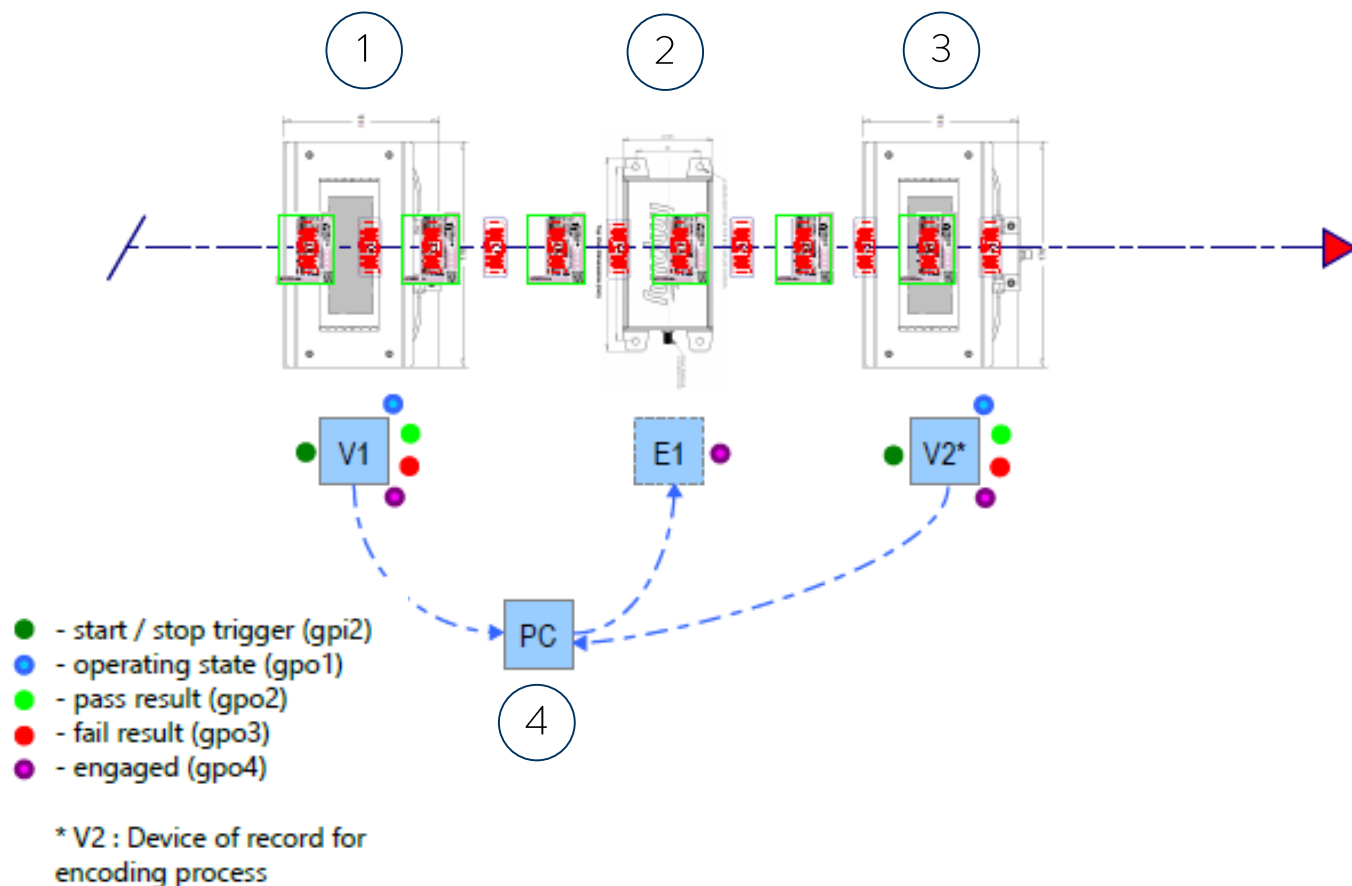 1
2
3
V1
E1
V2*
PC
4
- start / stop trigger (gpi2)
- operating state (gpo1)
- pass result (gpo2)
- fail result (gpo3)
- engaged (gpo4)
* V2 : Device of record for
encoding process